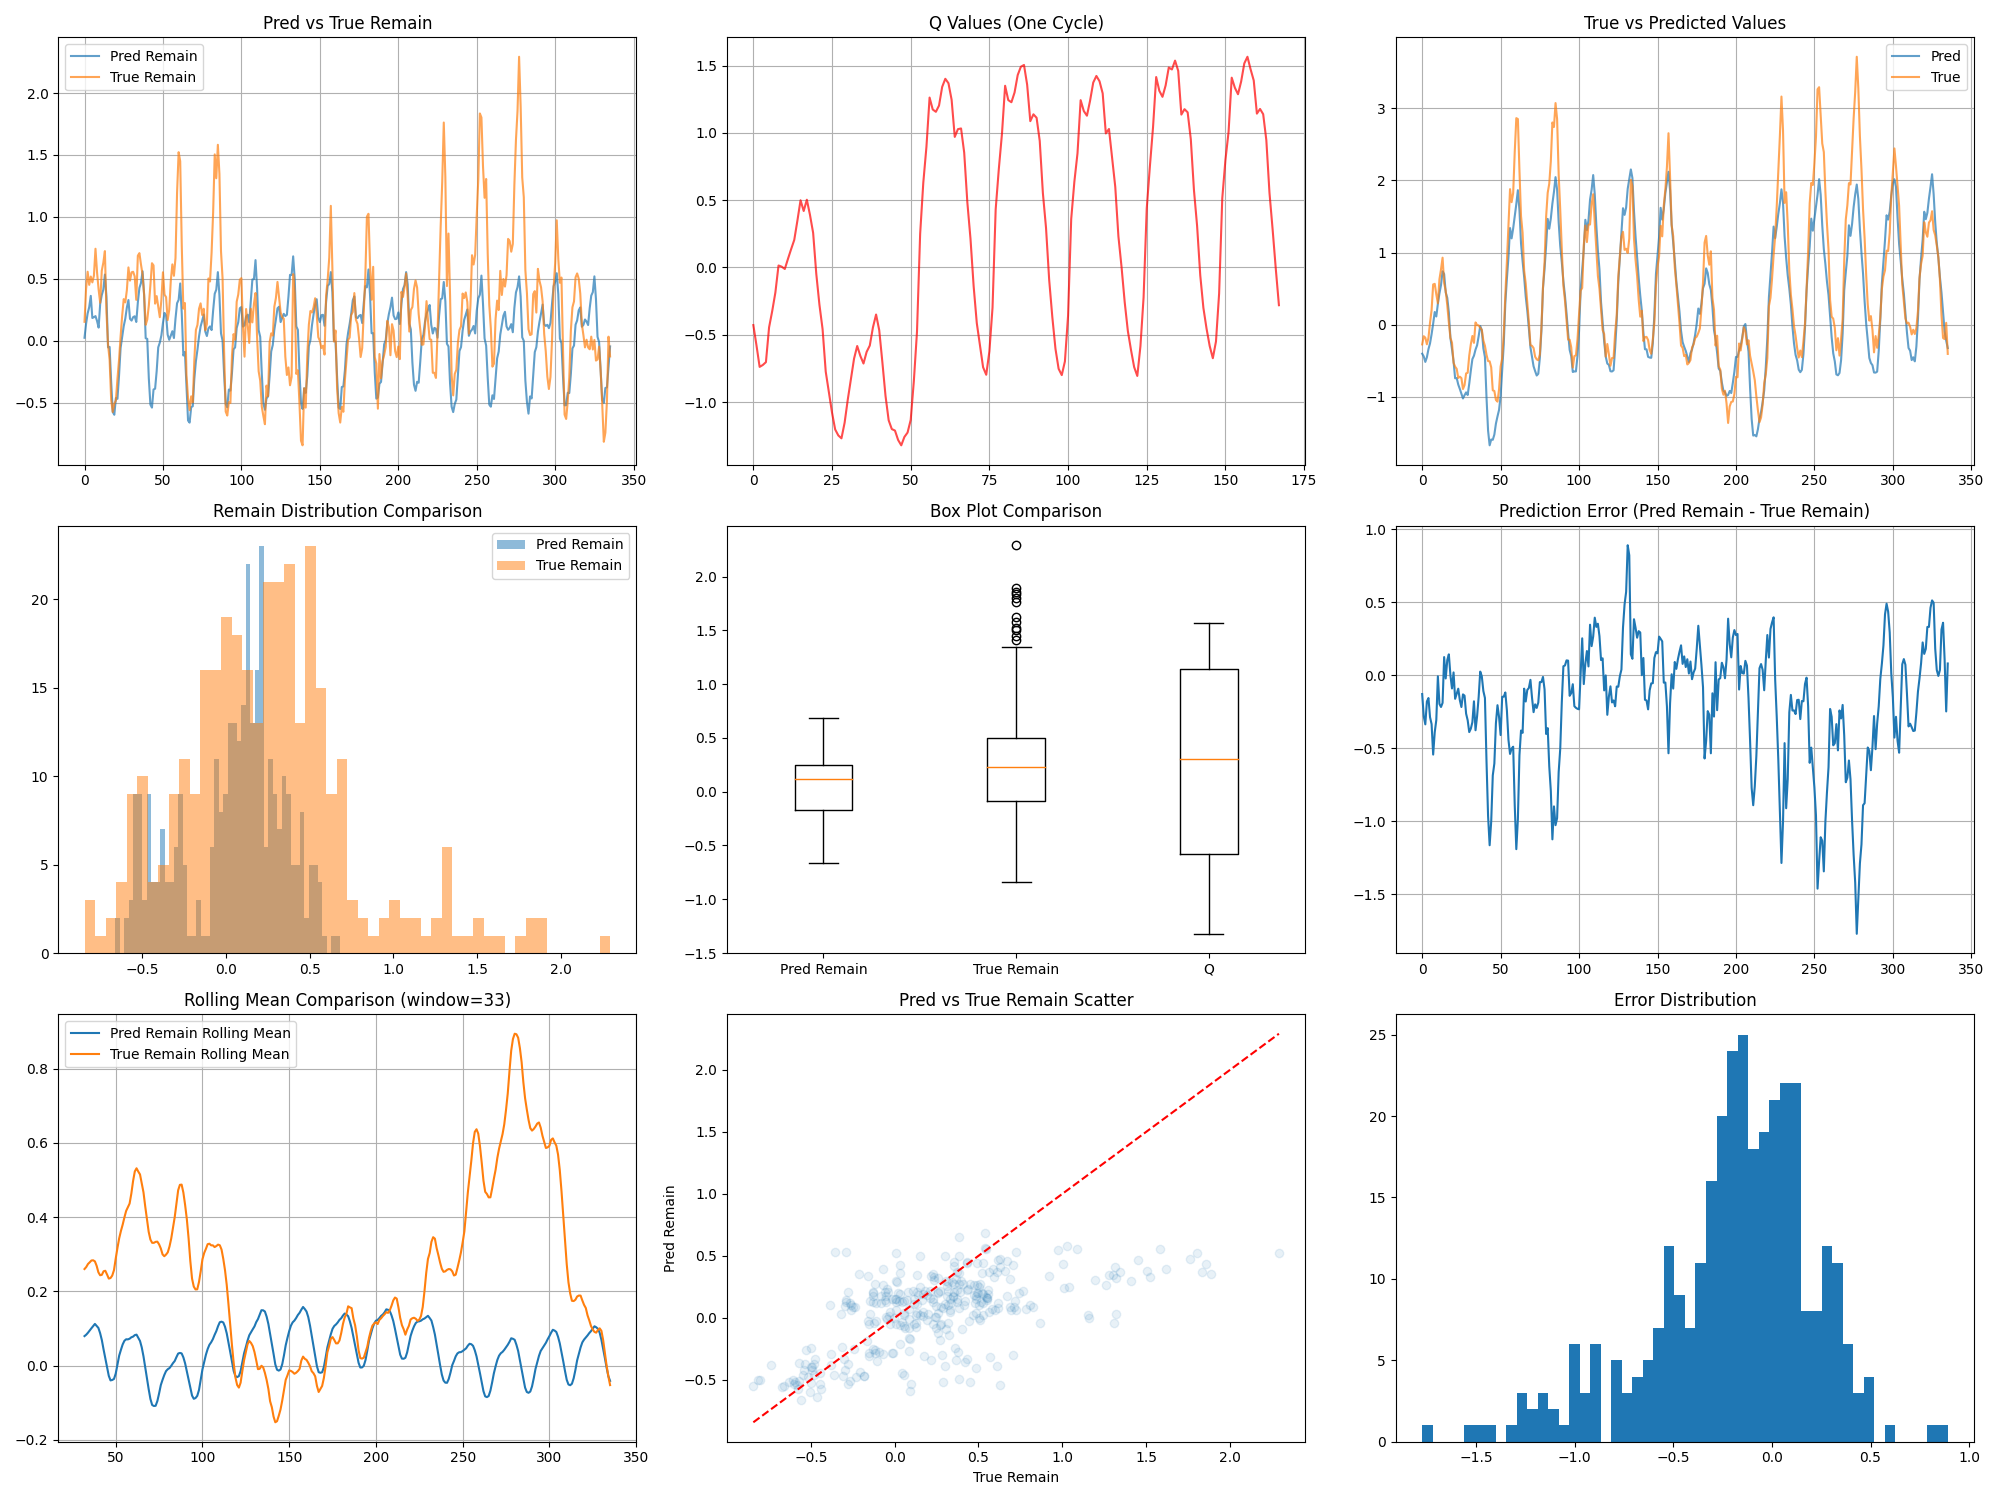 Pred vs True Remain
Pred Remain
True Remain
2.0
1.5
1.0
0.5
0.0
−0.5
0 50 100 150 200 250 300 350
Q Values (One Cycle)
1.5
1.0
0.5
0.0
−0.5
−1.0
0 25 50 75 100 125 150 175
True vs Predicted Values
Pred
True
3
2
1
0
−1
0 50 100 150 200 250 300 350
Remain Distribution Comparison
Pred Remain
True Remain
20
15
10
5
0
−0.5 0.0 0.5 1.0 1.5 2.0
Box Plot Comparison
2.0
1.5
1.0
0.5
0.0
−0.5
−1.0
−1.5
Pred Remain True Remain Q
Prediction Error (Pred Remain - True Remain)
1.0
0.5
0.0
−0.5
−1.0
−1.5
0 50 100 150 200 250 300 350
Rolling Mean Comparison (window=33)
Pred Remain Rolling Mean
True Remain Rolling Mean
0.8
0.6
0.4
0.2
0.0
−0.2
50 100 150 200 250 300 350
Pred vs True Remain Scatter
Pred Remain
2.0
1.5
1.0
0.5
0.0
−0.5
−0.5 0.0 0.5 1.0 1.5 2.0
True Remain
Error Distribution
25
20
15
10
5
0
−1.5 −1.0 −0.5 0.0 0.5 1.0